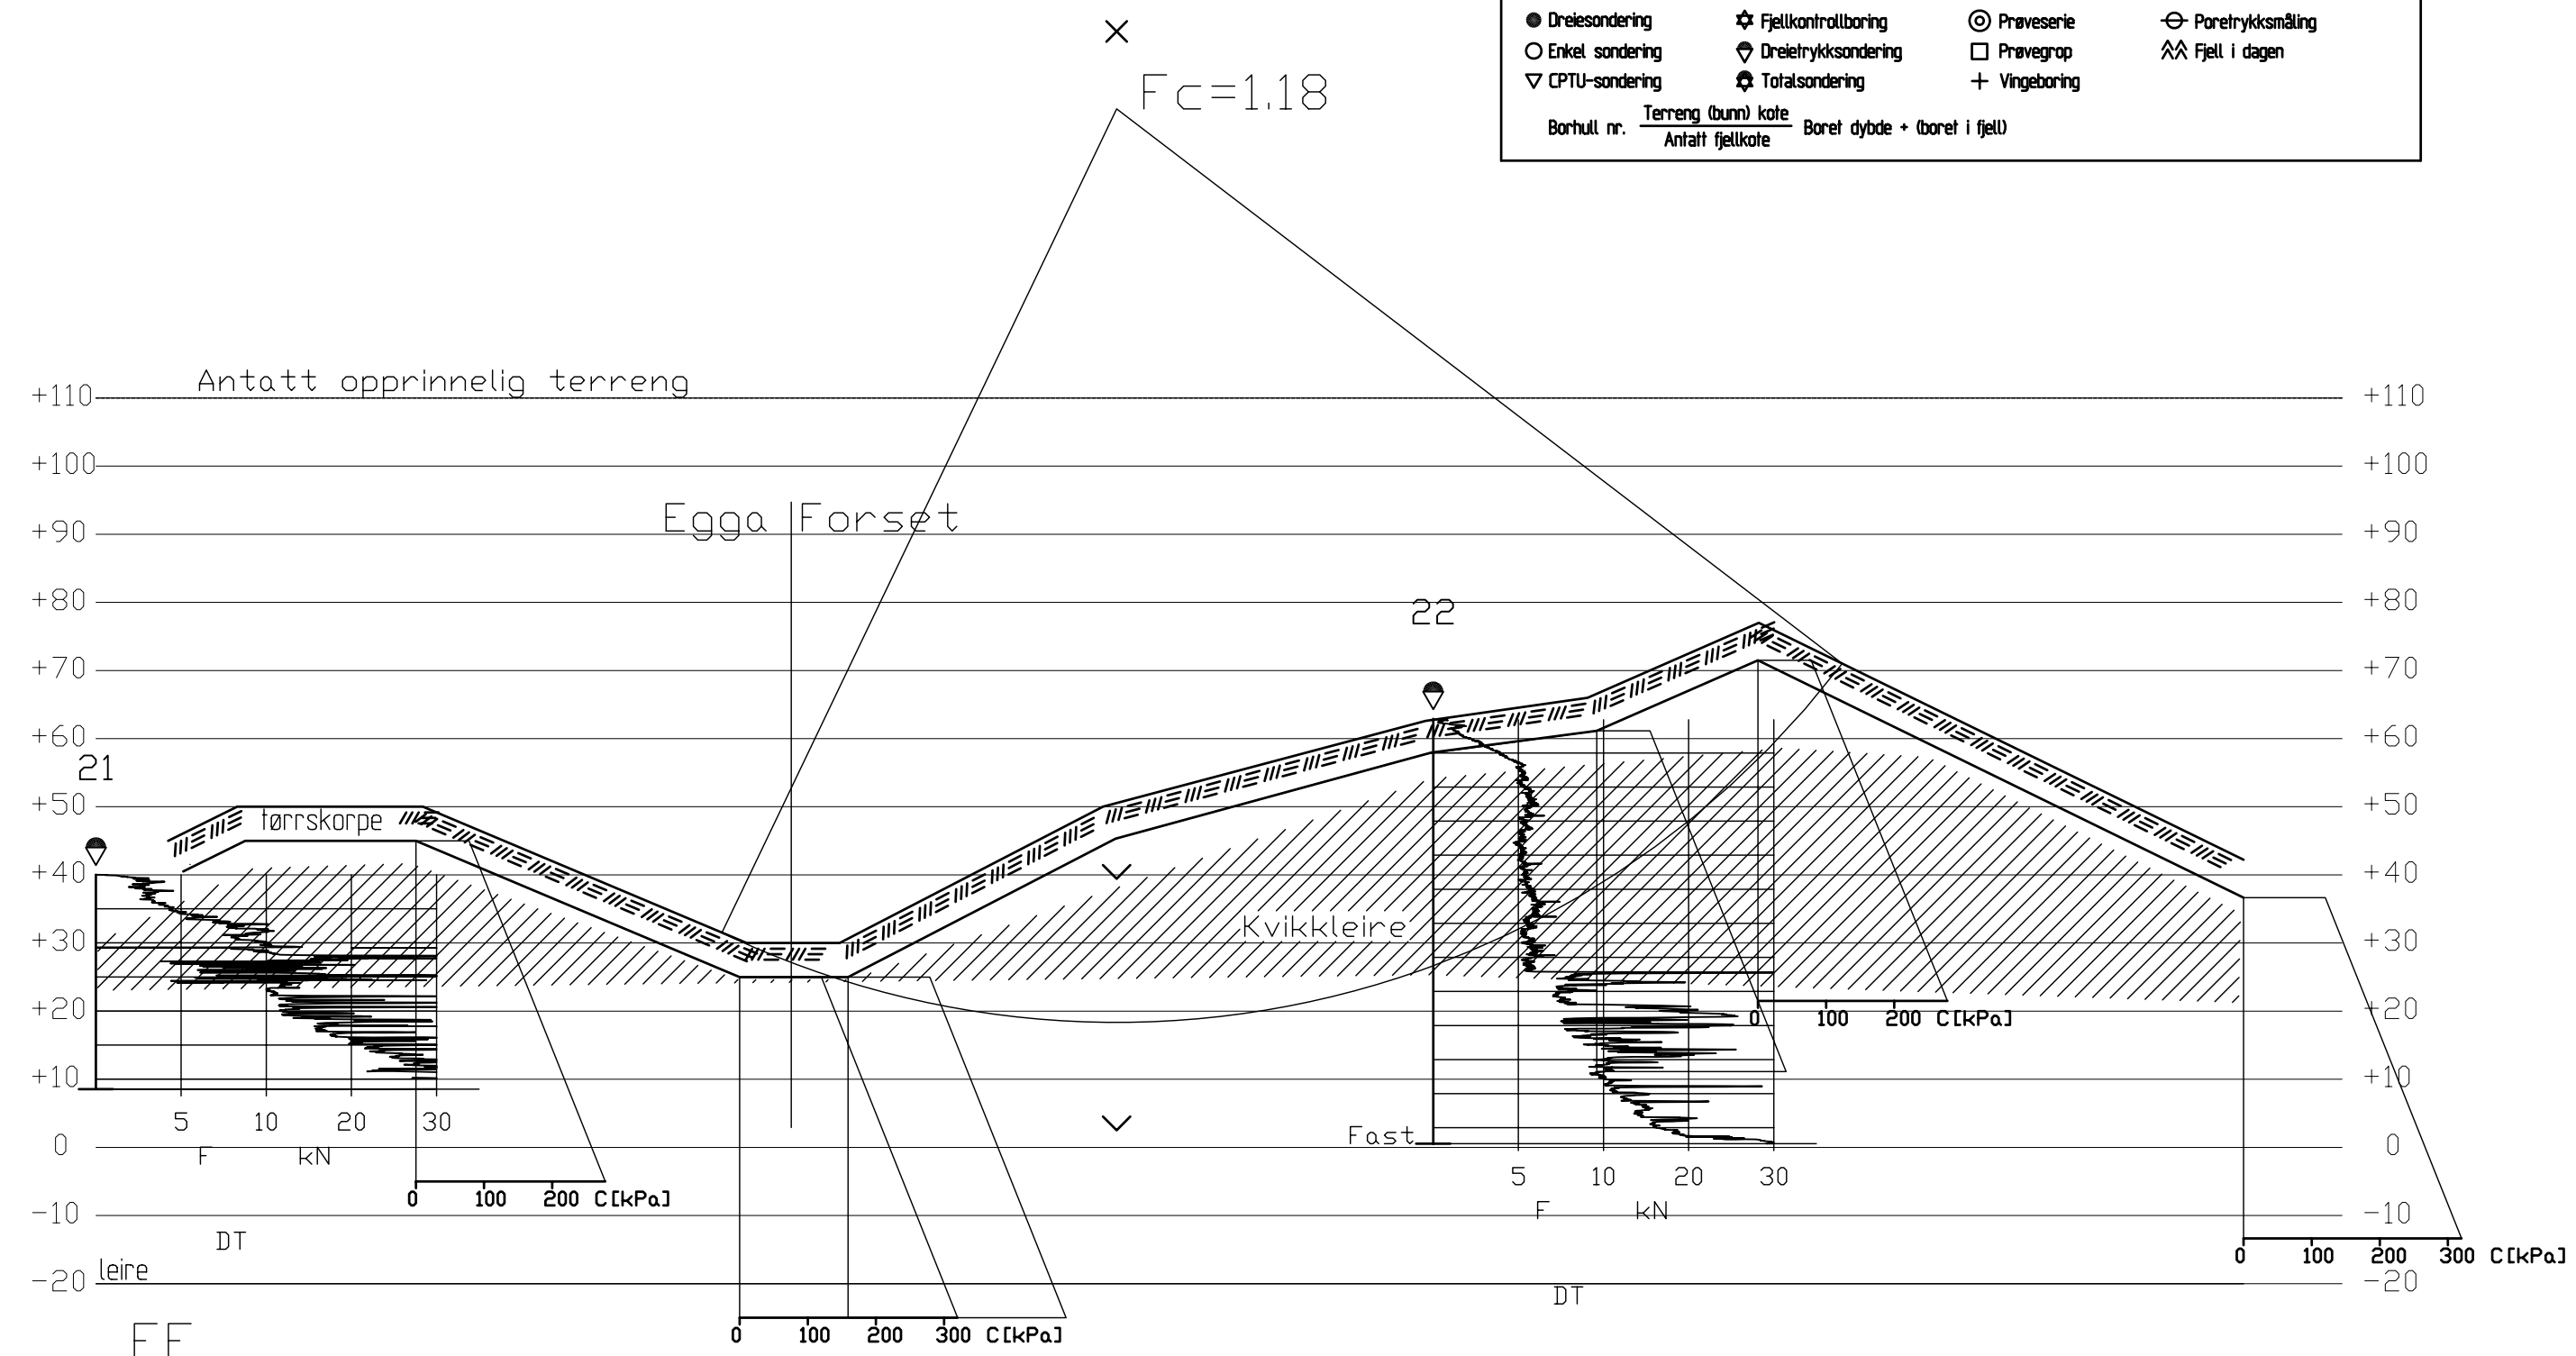 Dreiesondering Fjellkontrollboring Prøveserie Poretrykksmåling
Enkel sondering Dreietrykksondering Prøvegrop Fjell i dagen
CPTU-sondering Totalsondering Vingeboring
Borhull nr. Terreng (bunn) kote Boret dybde + (boret i fjell)
Antatt fjellkote
Fc=1.18
Antatt opprinnelig terreng
+110 +110
+100 +100
Egga Forset
+90 +90
+80 +80
22
+70 +70
+60 +60
21
+50 +50
tørrskorpe
+40 +40
Kvikkleire
+30 +30
+20 +20
0 100 200 C[kPa]
+10 +10
5 10 20 30
Fast
0 0
F kN
5 10 20 30
0 100 200 C[kPa]
F kN
-10 -10
DT
0 100 200 300 C[kPa]
leire
-20 -20
DT
0 100 200 300 C[kPa]